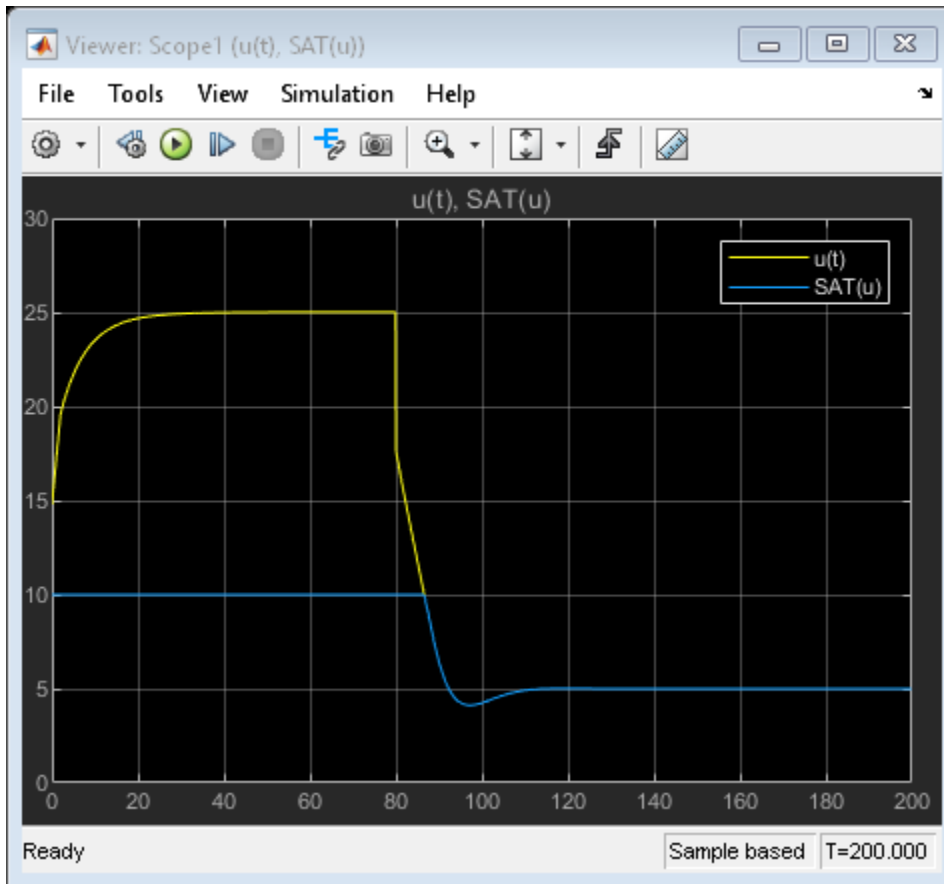 Viewer: Scope1 (u(t), SAT(u))
File Tools View Simulation Help
u(t), SAT(u)
30
25
20
15
10
5
0
u(t)
SAT(u)
0 20 40 60 80 100 120 140 160 180 200
Ready Sample based T=200.000